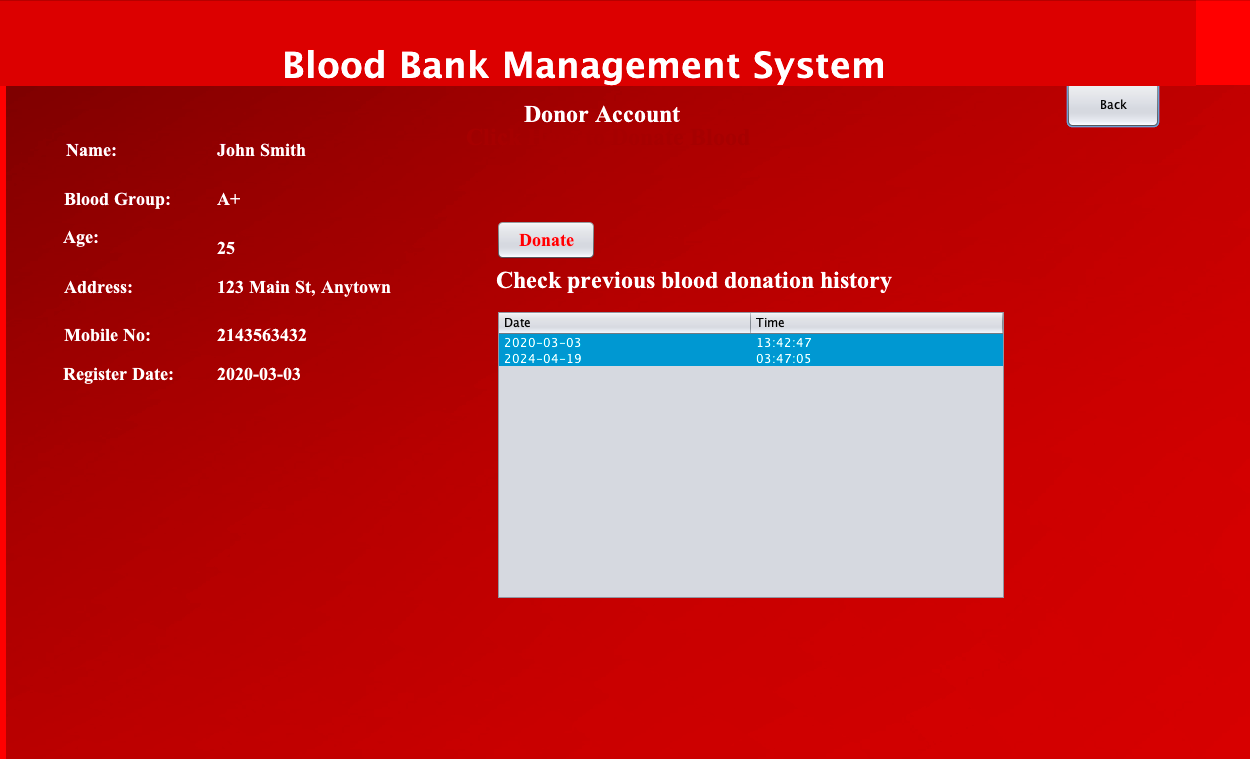 Blood Bank Management System
Donor Account
Back
Name: John Smith
Blood Group: A+
Age: 25
Address: 123 Main St, Anytown
Mobile No: 2143563432
Register Date: 2020-03-03
Donate
Check previous blood donation history
Date Time
2020-03-03 13:42:47
2024-04-19 03:47:05